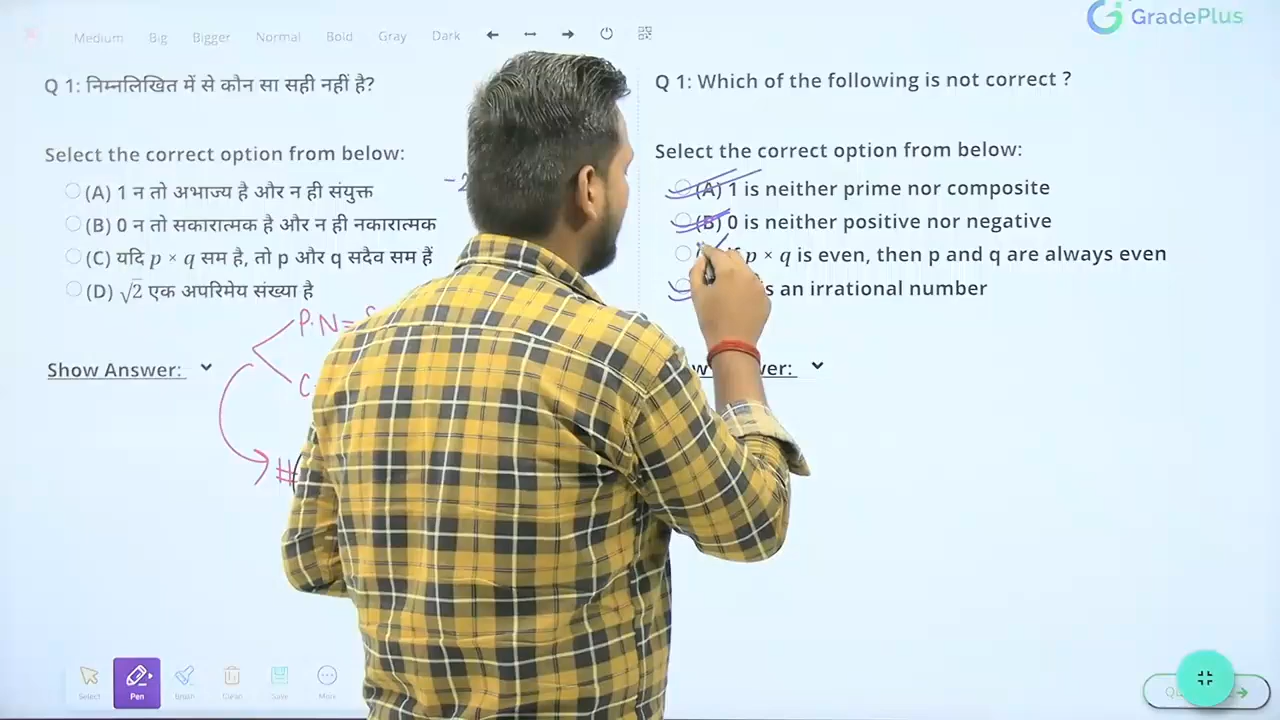 GradePlus
Medium Big Bigger Normal Bold Gray Dark
Q 1: निम्नलिखित में से कौन सा सही नहीं है?
Select the correct option from below:
(A) 1 न तो अभाज्य है और न ही संयुक्त
(B) 0 न तो सकारात्मक है और न ही नकारात्मक
(C) यदि p × q सम है, तो p और q सदैव सम हैं
(D) √2 एक अपरिमेय संख्या है
P.N =
Show Answer:
Q 1: Which of the following is not correct ?
Select the correct option from below:
(A) 1 is neither prime nor composite
(B) 0 is neither positive nor negative
p × q is even, then p and q are always even
an irrational number
Select Pen Brush Clean Save More